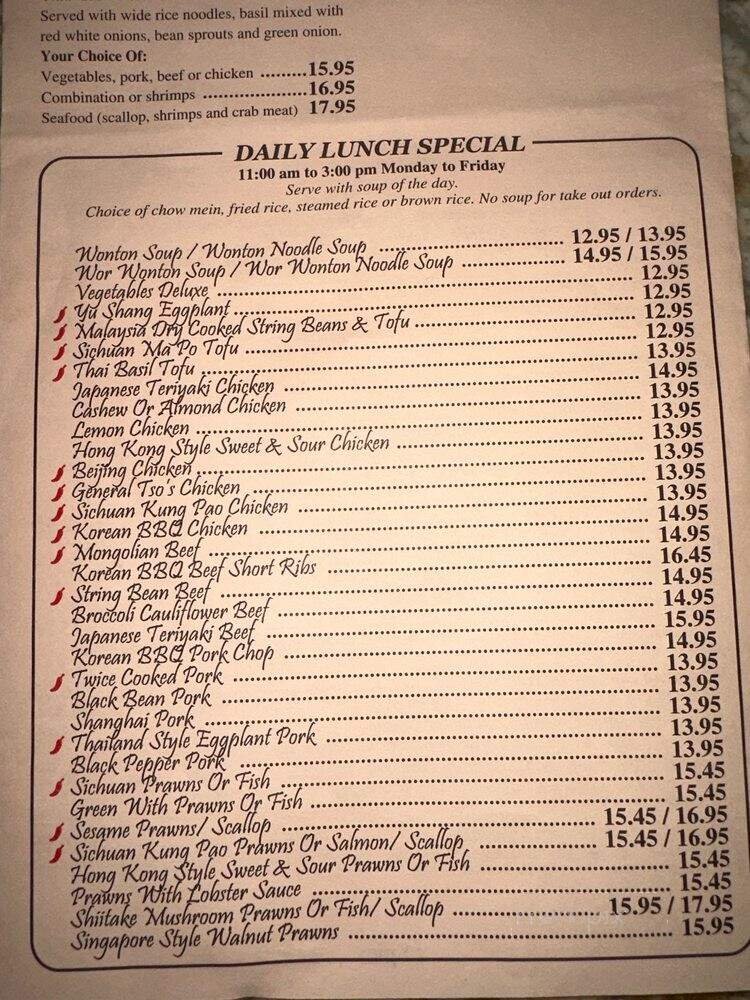 Served with wide rice noodles, basil mixed with
red white onions, bean sprouts and green onion.
Your Choice Of:
Vegetables, pork, beef or chicken .........15.95
Combination or shrimps ....................16.95
Seafood (scallop, shrimps and crab meat) 17.95
DAILY LUNCH SPECIAL
11:00 am to 3:00 pm Monday to Friday
Serve with soup of the day.
Choice of chow mein, fried rice, steamed rice or brown rice. No soup for take out orders.
Wonton Soup / Wonton Noodle Soup .......... 12.95 / 13.95
Wor Wonton Soup / Wor Wonton Noodle Soup .......... 14.95 / 15.95
Vegetables Deluxe .......... 12.95
Yu Shang Eggplant .......... 12.95
Malaysia Dry Cooked String Beans & Tofu .......... 12.95
Sichuan Ma Po Tofu .......... 12.95
Thai Basil Tofu .......... 13.95
Japanese Teriyaki Chicken .......... 14.95
Cashew Or Almond Chicken .......... 13.95
Lemon Chicken .......... 13.95
Hong Kong Style Sweet & Sour Chicken .......... 13.95
Beijing Chicken .......... 13.95
General Tso's Chicken .......... 13.95
Sichuan Kung Pao Chicken .......... 13.95
Korean BBQ Chicken .......... 14.95
Mongolian Beef .......... 14.95
Korean BBQ Beef Short Ribs .......... 16.45
String Bean Beef .......... 14.95
Broccoli Cauliflower Beef .......... 14.95
Japanese Teriyaki Beef .......... 15.95
Korean BBQ Pork Chop .......... 14.95
Twice Cooked Pork .......... 13.95
Black Bean Pork .......... 13.95
Shanghai Pork .......... 13.95
Thailand Style Eggplant Pork .......... 13.95
Black Pepper Pork .......... 13.95
Sichuan Prawns Or Fish .......... 15.45
Green With Prawns Or Fish .......... 15.45
Sesame Prawns/ Scallop .......... 15.45 / 16.95
Sichuan Kung Pao Prawns Or Salmon/ Scallop .......... 15.45 / 16.95
Hong Kong Style Sweet & Sour Prawns Or Fish .......... 15.45
Prawns With Lobster Sauce .......... 15.45
Shiitake Mushroom Prawns Or Fish/ Scallop .......... 15.95 / 17.95
Singapore Style Walnut Prawns .......... 15.95